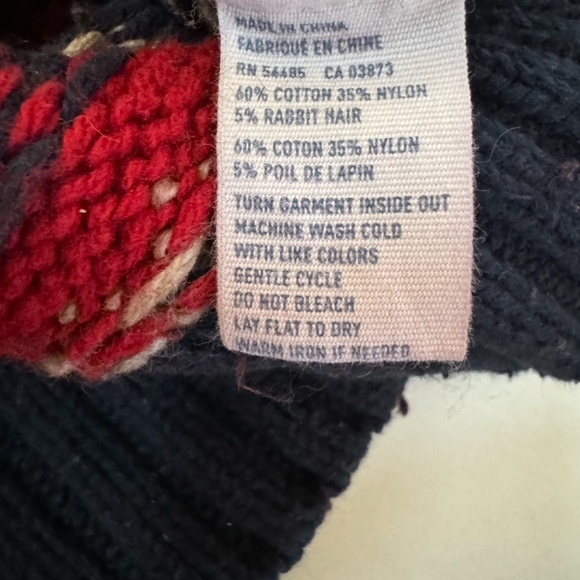 MADE IN CHINA
FABRIQUÉ EN CHINE
RN 54485 CA 03873
60% COTTON 35% NYLON
5% RABBIT HAIR
60% COTON 35% NYLON
5% POIL DE LAPIN
TURN GARMENT INSIDE OUT
MACHINE WASH COLD
WITH LIKE COLORS
GENTLE CYCLE
DO NOT BLEACH
LAY FLAT TO DRY
WARM IRON IF NEEDED